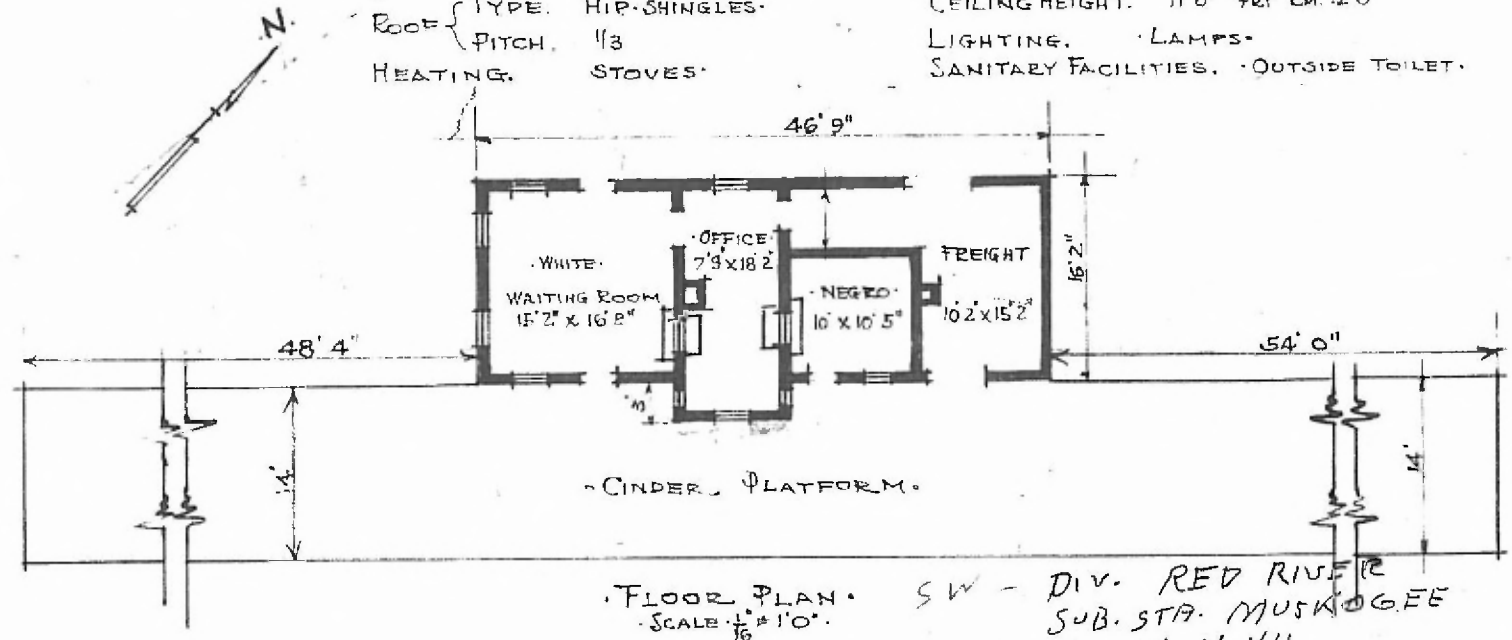 N.
ROOF { TYPE. HIP-SHINGLES.
PITCH. 1/3
HEATING. STOVES.
CEILING HEIGHT.
LIGHTING. LAMPS.
SANITARY FACILITIES. OUTSIDE TOILET.
46'9"
·WHITE·
WAITING ROOM
15'2" X 16'8"
·OFFICE·
7'9" X 18'2"
·NEGRO·
10' X 10'5"
FREIGHT
10'2" X 15'2"
48'4"
54'0"
14'
14'
·CINDER PLATFORM·
·FLOOR PLAN·
·SCALE 1/16" = 1'0"·
SW - DIV. RED RIVER
SUB. STA. MUSKOGEE